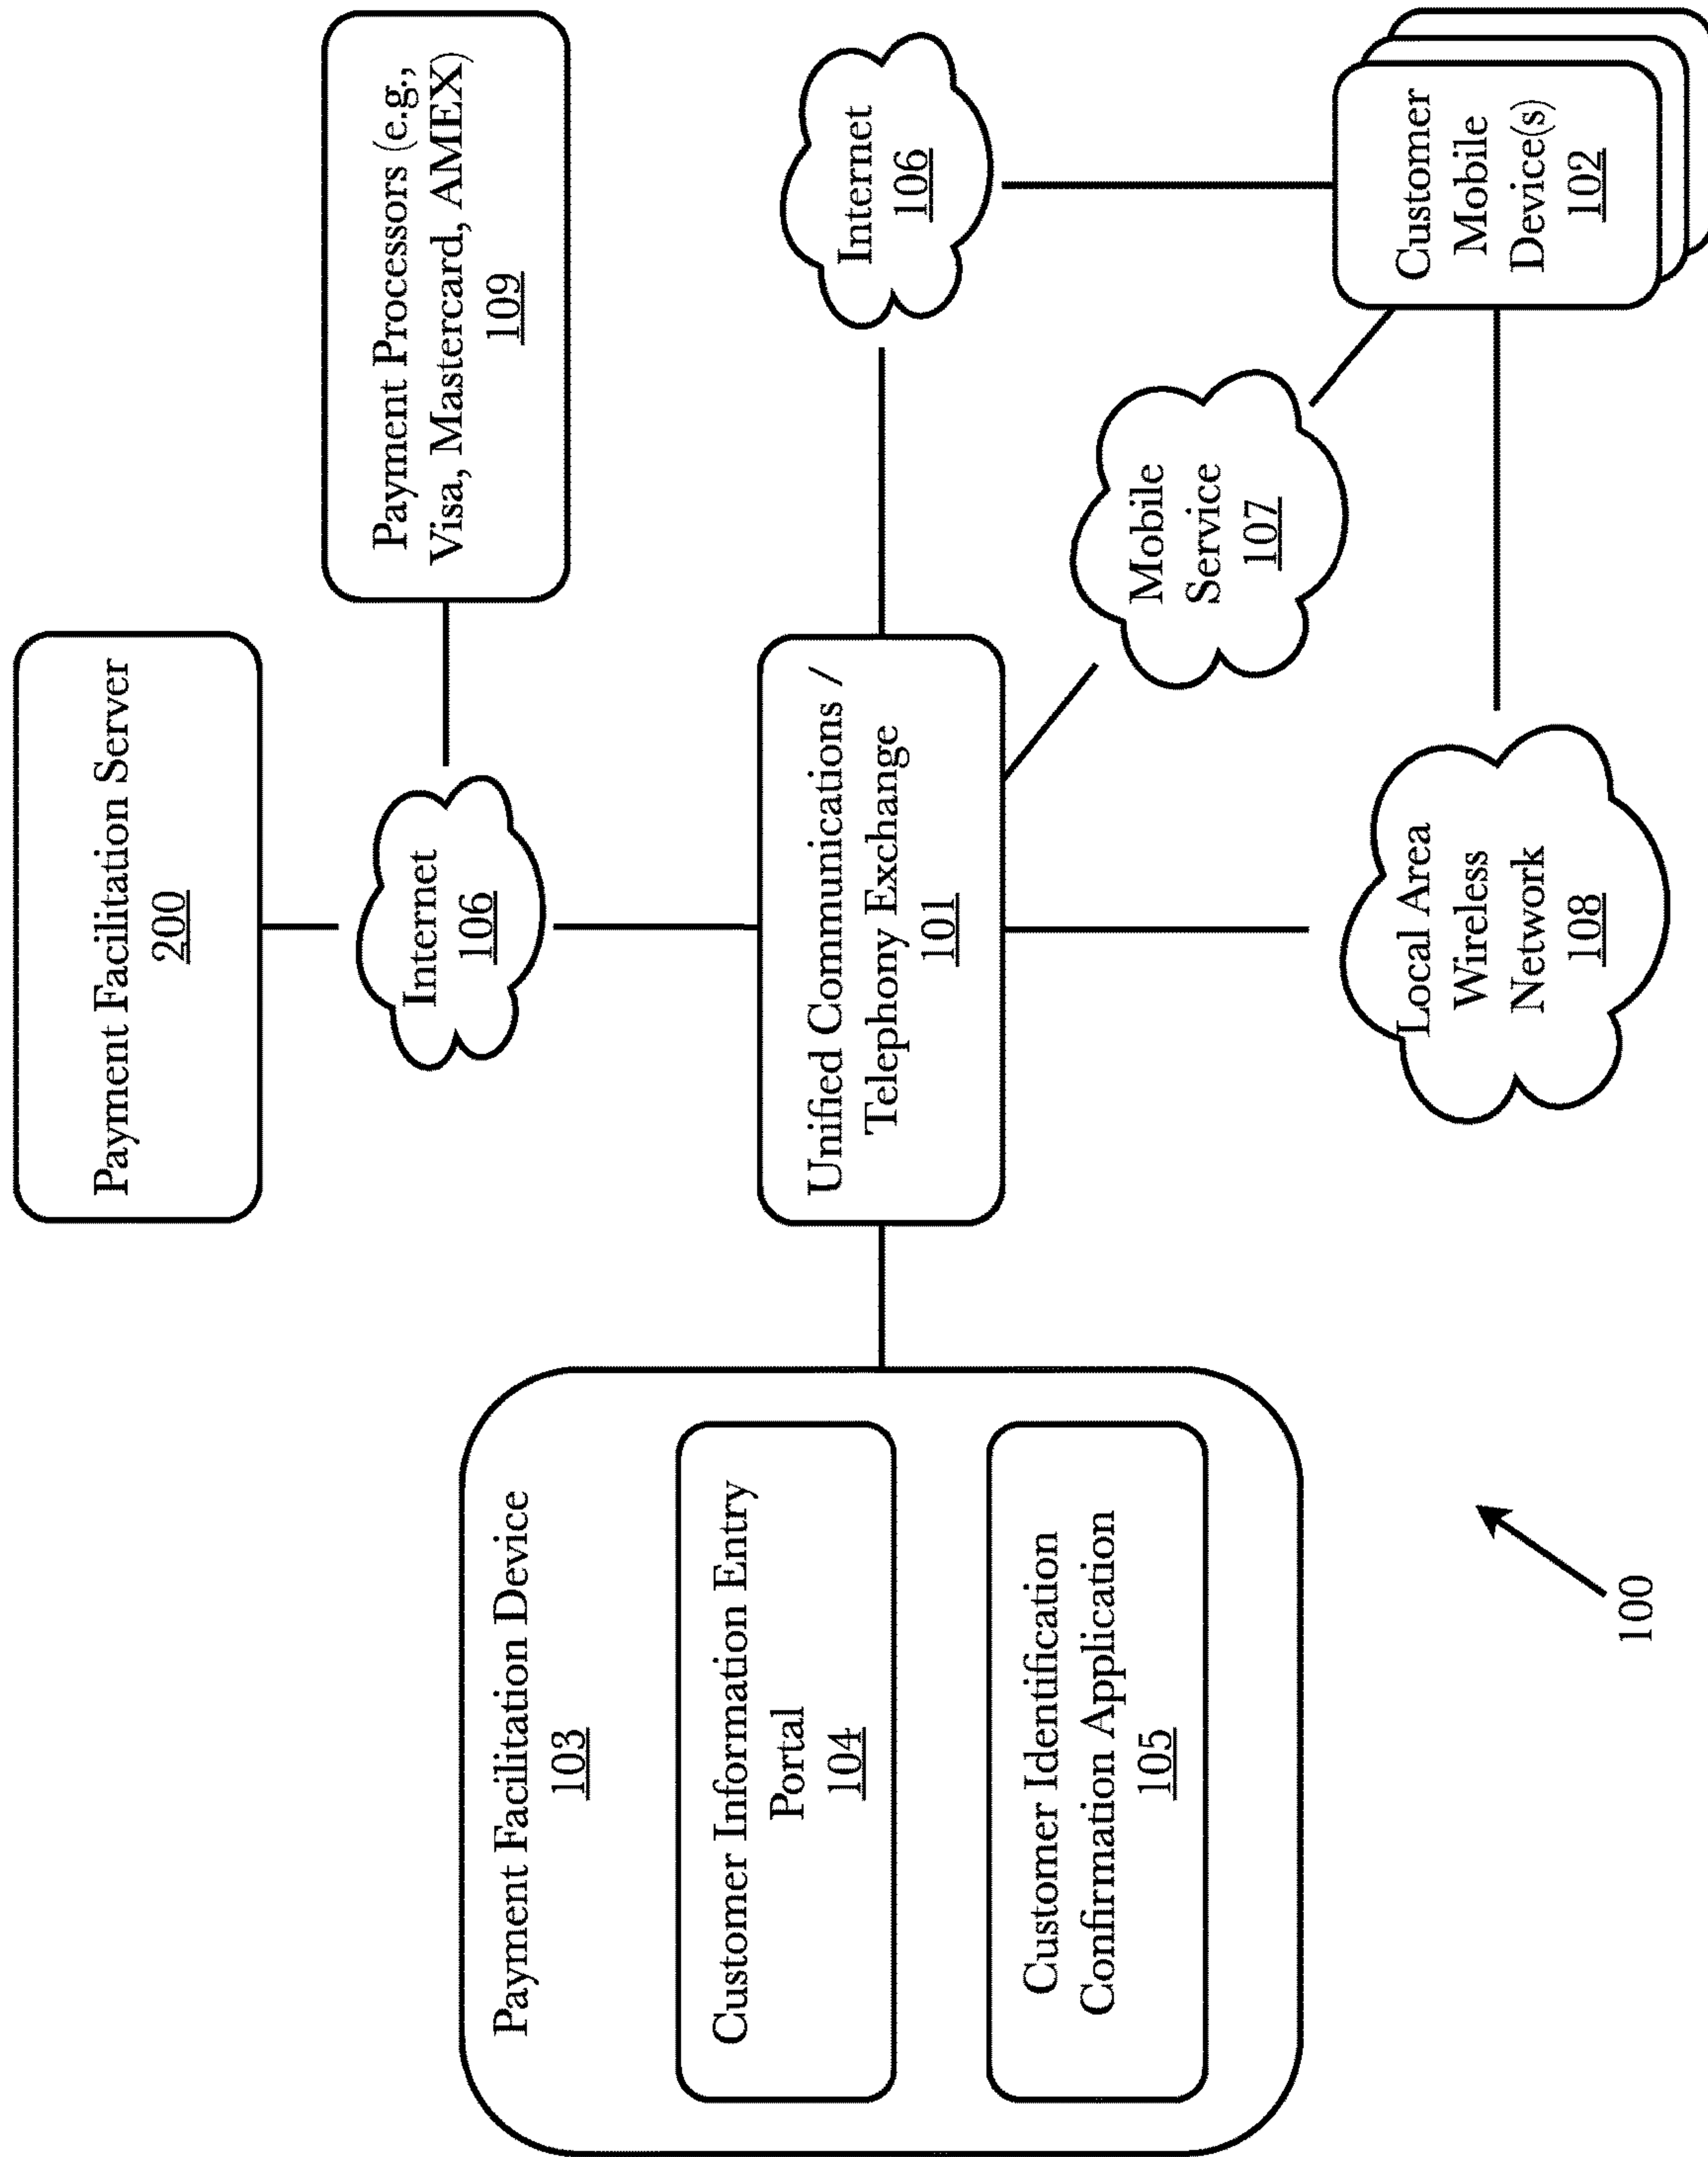 Payment Facilitation Server
200
Payment Processors (e.g.,
Visa, Mastercard, AMEX)
109
Internet
106
Payment Facilitation Device
103
Customer Information Entry
Portal
104
Customer Identification
Confirmation Application
105
Unified Communications /
Telephony Exchange
101
Internet
106
Mobile
Service
107
Local Area
Wireless
Network
108
Customer
Mobile
Device(s)
102
100